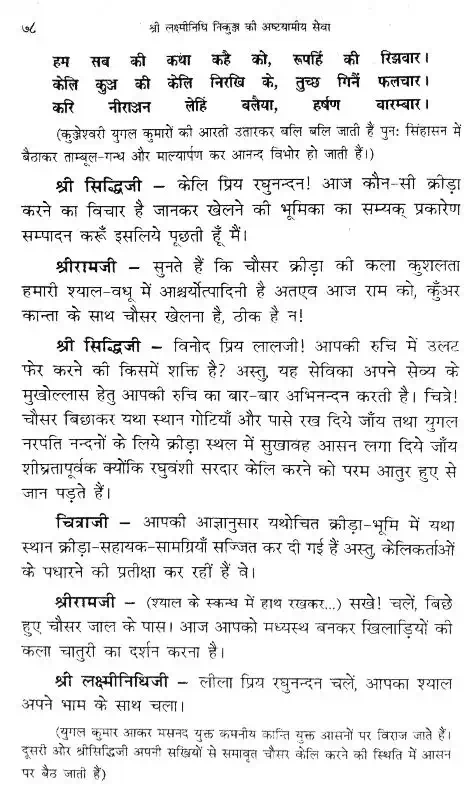 ७८ श्री लक्ष्मीनिधि निकुञ्ज की अष्टयामीय सेवा
हम सब की कथा कहै को, रूपहिं की रिझवार।
केलि कुञ्ज की केलि निरखि के, तुच्छ गिनैं फलचार।
करि नीराञ्जन लेहिं बलैया, हर्षण बारम्बार।
(कुञ्जेश्वरी युगल कुमारों की आरती उतारकर बलि बलि जाती हैं पुनः सिंहासन में
बैठाकर ताम्बूल-गन्ध और माल्यार्पण कर आनन्द विभोर हो जाती हैं।)
श्री सिद्धिजी – केलि प्रिय रघुनन्दन! आज कौन-सी क्रीड़ा
करने का विचार है जानकर खेलने की भूमिका का सम्यक् प्रकारेण
सम्पादन करूँ इसलिये पूछती हूँ मैं।
श्रीरामजी – सुनते हैं कि चौसर क्रीड़ा की कला कुशलता
हमारी श्याल-वधू में आश्चर्योत्पादिनी है अतएव आज राम को, कुँअर
कान्ता के साथ चौसर खेलना है, ठीक है न!
श्री सिद्धिजी – विनोद प्रिय लालजी! आपकी रुचि में उलट
फेर करने की किसमें शक्ति है? अस्तु, यह सेविका अपने सेव्य के
मुखोल्लास हेतु आपकी रुचि का बार-बार अभिनन्दन करती है। चित्रे!
चौसर बिछाकर यथा स्थान गोटियाँ और पासे रख दिये जाँय तथा युगल
नरपति नन्दनों के लिये क्रीड़ा स्थल में सुखावह आसन लगा दिये जाँय
शीघ्रतापूर्वक क्योंकि रघुवंशी सरदार केलि करने को परम आतुर हुए से
जान पड़ते हैं।
चित्राजी – आपकी आज्ञानुसार यथोचित क्रीड़ा-भूमि में यथा
स्थान क्रीड़ा-सहायक-सामग्रियाँ सज्जित कर दी गई हैं अस्तु, केलिकर्ताओं
के पधारने की प्रतीक्षा कर रहीं हैं वे।
श्रीरामजी – (श्याल के स्कन्ध में हाथ रखकर...) सखे! चलें, बिछे
हुए चौसर जाल के पास। आज आपको मध्यस्थ बनकर खिलाड़ियों की
कला चातुरी का दर्शन करना है।
श्री लक्ष्मीनिधिजी – लीला प्रिय रघुनन्दन चलें, आपका श्याल
अपने भाम के साथ चला।
(युगल कुमार आकर मसनद युक्त कमनीय कान्ति युक्त आसनों पर विराज जाते हैं।
दूसरी ओर श्रीसिद्धिजी अपनी सखियों से समावृत चौसर केलि करने की स्थिति में आसन
पर बैठ जाती हैं)